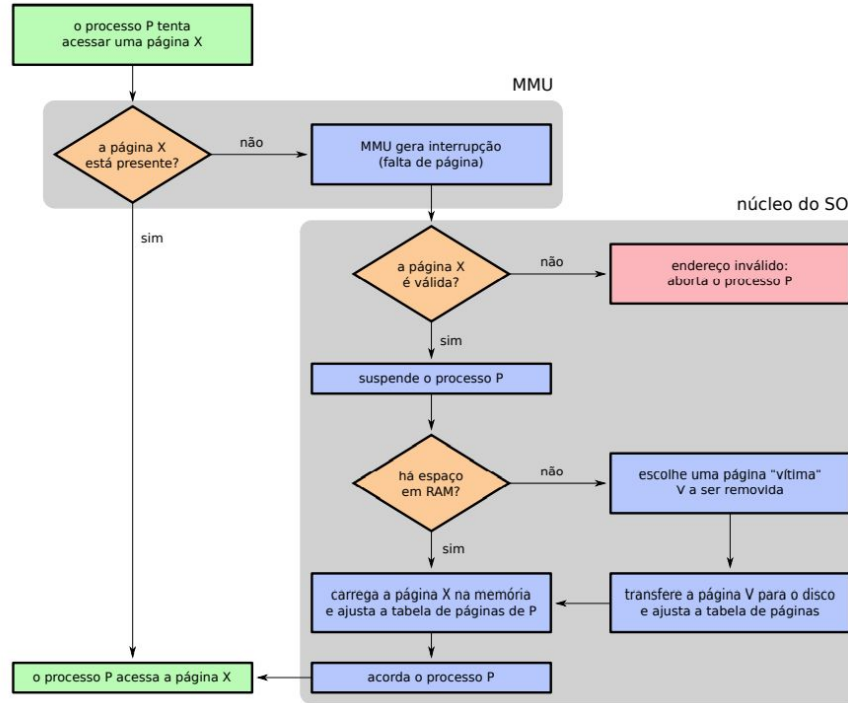 o processo P tenta
acessar uma página X
MMU
a página X
está presente?
não
MMU gera interrupção
(falta de página)
sim
núcleo do SO
a página X
é válida?
não
endereço inválido:
aborta o processo P
sim
suspende o processo P
há espaço
em RAM?
não
escolhe uma página "vítima"
V a ser removida
sim
carrega a página X na memória
e ajusta a tabela de páginas de P
transfere a página V para o disco
e ajusta a tabela de páginas
o processo P acessa a página X
acorda o processo P